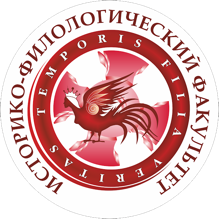 ИСТОРИКО-ФИЛОЛОГИЧЕСКИЙ ФАКУЛЬТЕТ
VERITAS TEMPORIS FILIA